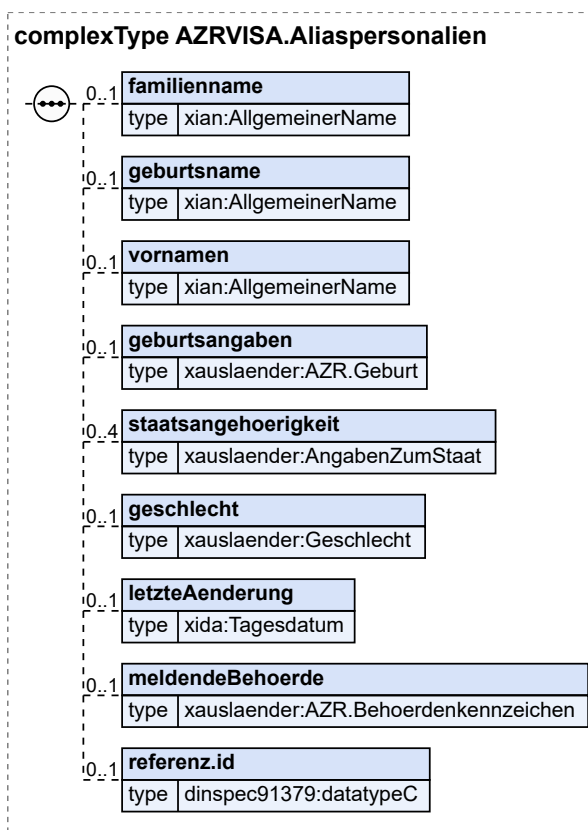 complexType AZRVISA.Aliaspersonalien
0..1 familienname
type xian:AllgemeinerName
0..1 geburtsname
type xian:AllgemeinerName
0..1 vornamen
type xian:AllgemeinerName
0..1 geburtsangaben
type xauslaender:AZR.Geburt
0..4 staatsangehoerigkeit
type xauslaender:AngabenZumStaat
0..1 geschlecht
type xauslaender:Geschlecht
0..1 letzteAenderung
type xida:Tagesdatum
0..1 meldendeBehoerde
type xauslaender:AZR.Behoerdenkennzeichen
0..1 referenz.id
type dinspec91379:datatypeC